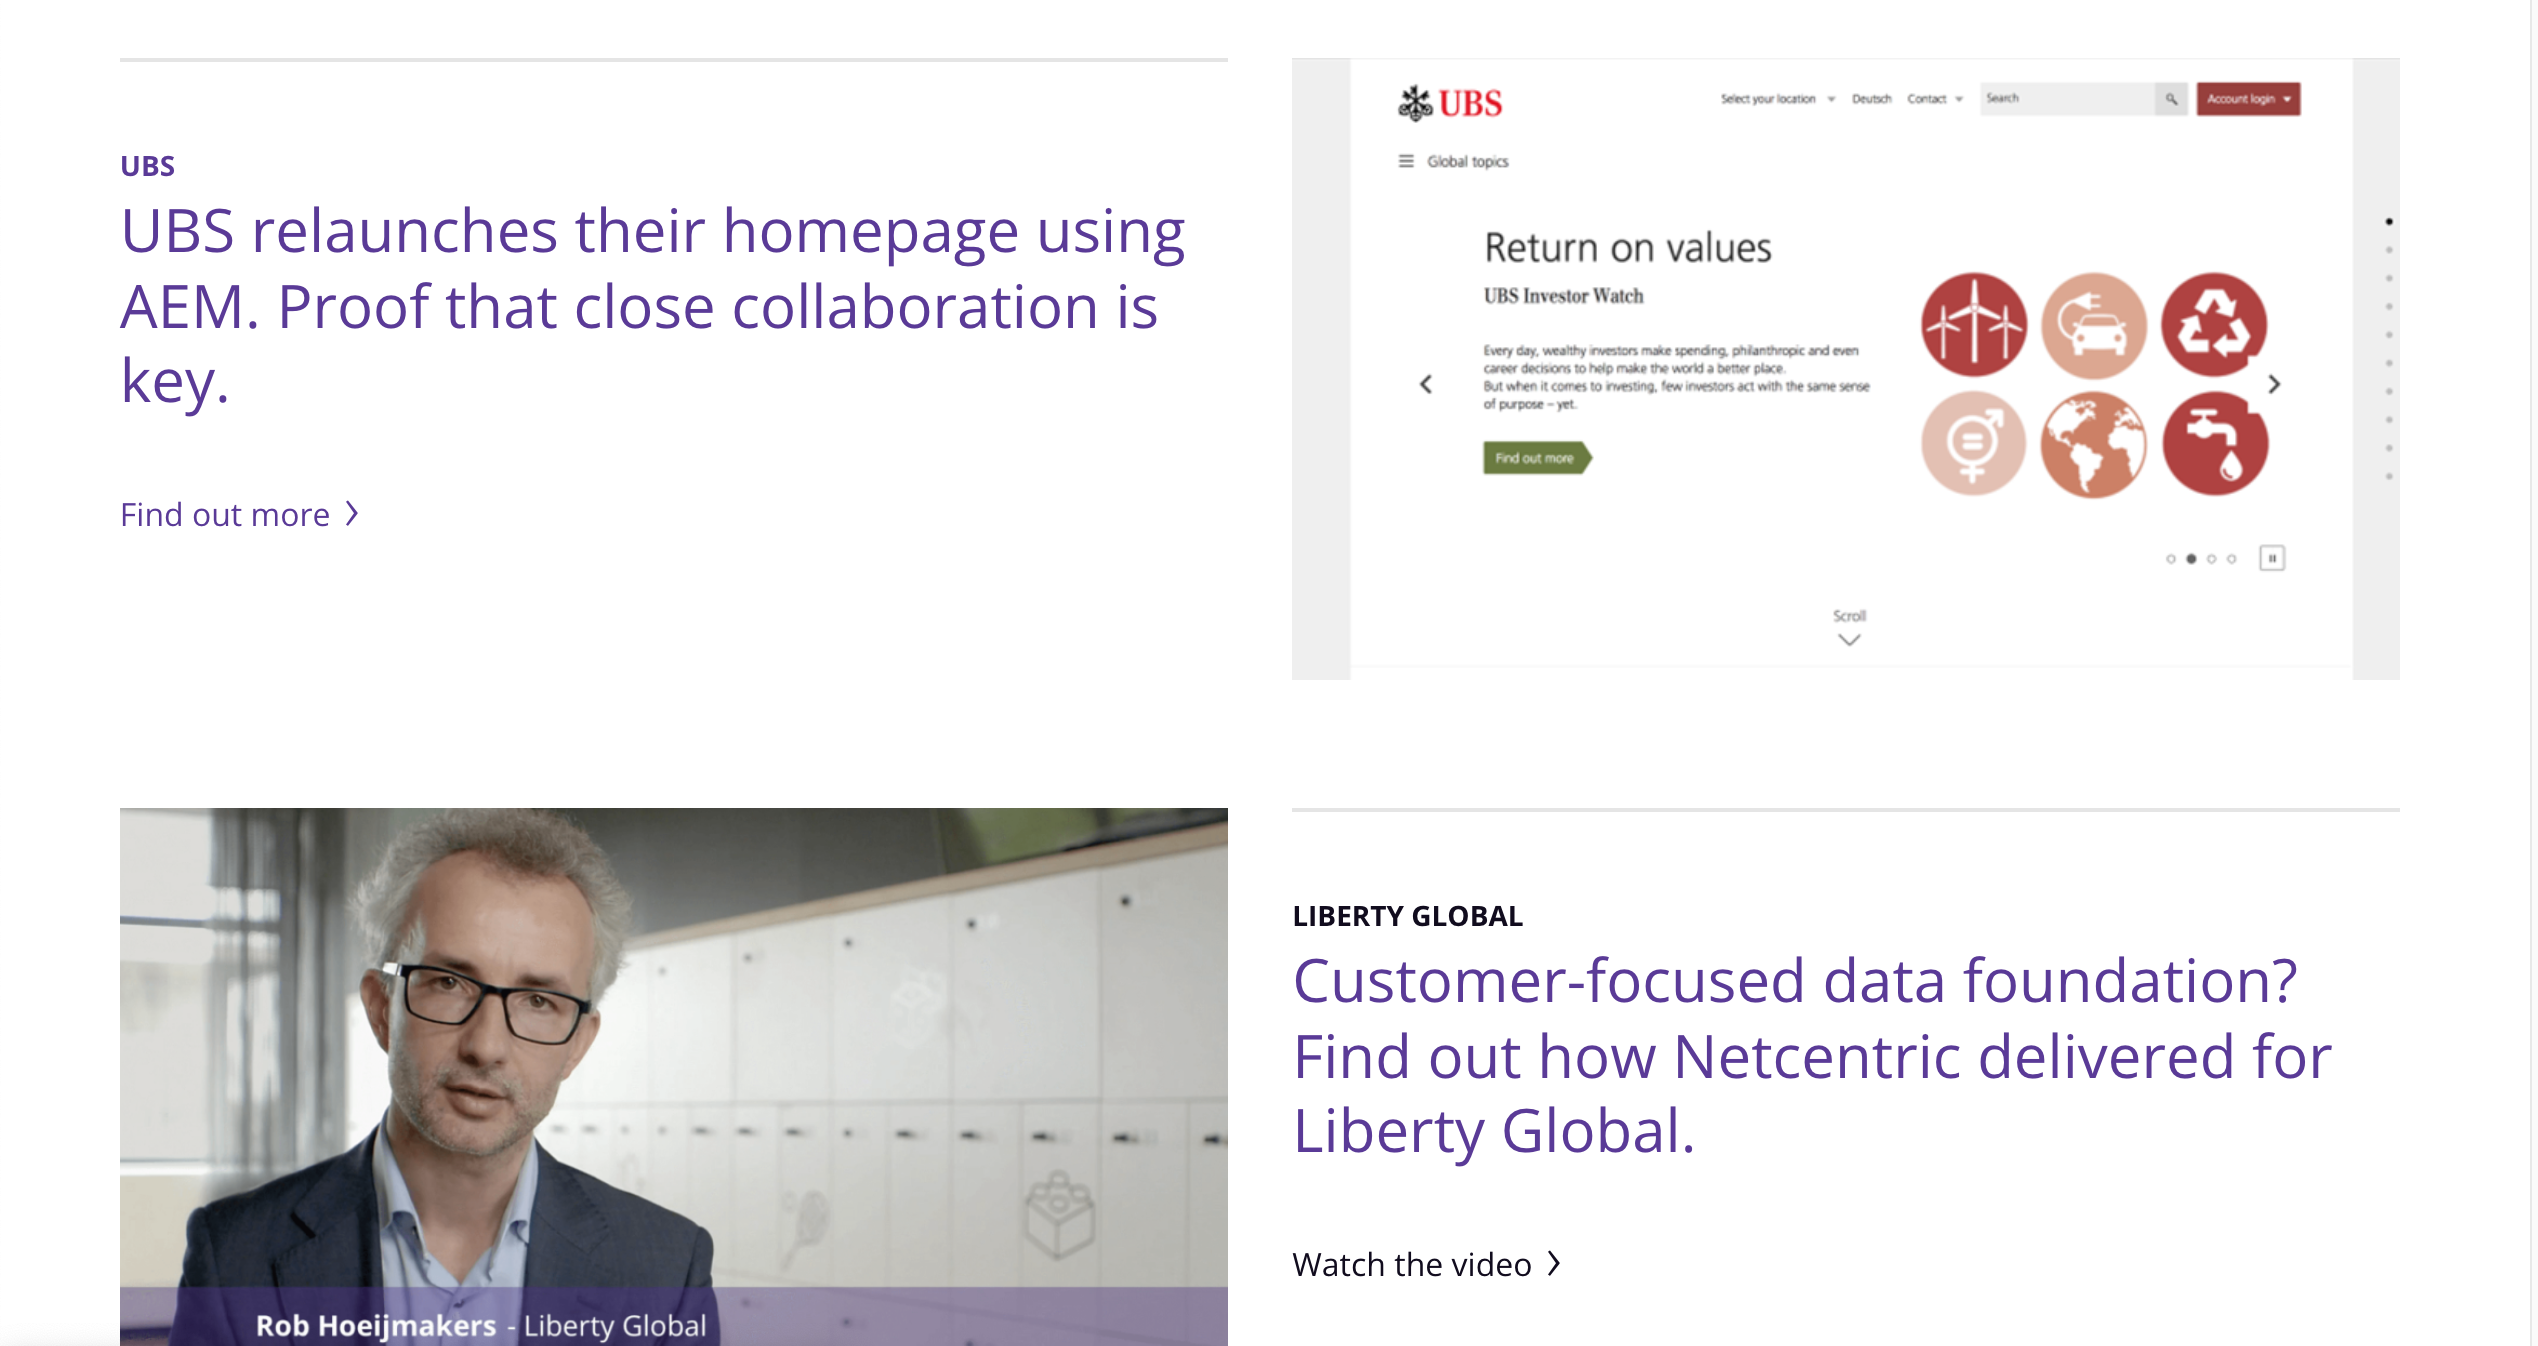 UBS
UBS relaunches their homepage using
AEM. Proof that close collaboration is
key.
Find out more
UBS
Select your location
Deutsch
Contact
Search
Account login
Global topics
Return on values
UBS Investor Watch
Every day, wealthy investors make spending, philanthropic and even
career decisions to help make the world a better place.
But when it comes to investing, few investors act with the same sense
of purpose – yet.
Find out more
Scroll
Rob Hoeijmakers - Liberty Global
LIBERTY GLOBAL
Customer-focused data foundation?
Find out how Netcentric delivered for
Liberty Global.
Watch the video